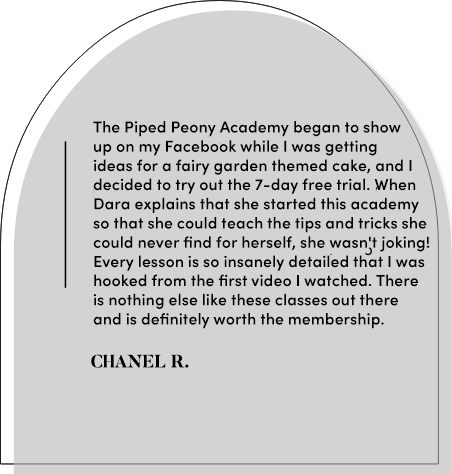 The Piped Peony Academy began to show
up on my Facebook while I was getting
ideas for a fairy garden themed cake, and I
decided to try out the 7-day free trial. When
Dara explains that she started this academy
so that she could teach the tips and tricks she
could never find for herself, she wasn't joking!
Every lesson is so insanely detailed that I was
hooked from the first video I watched. There
is nothing else like these classes out there
and is definitely worth the membership.
CHANEL R.